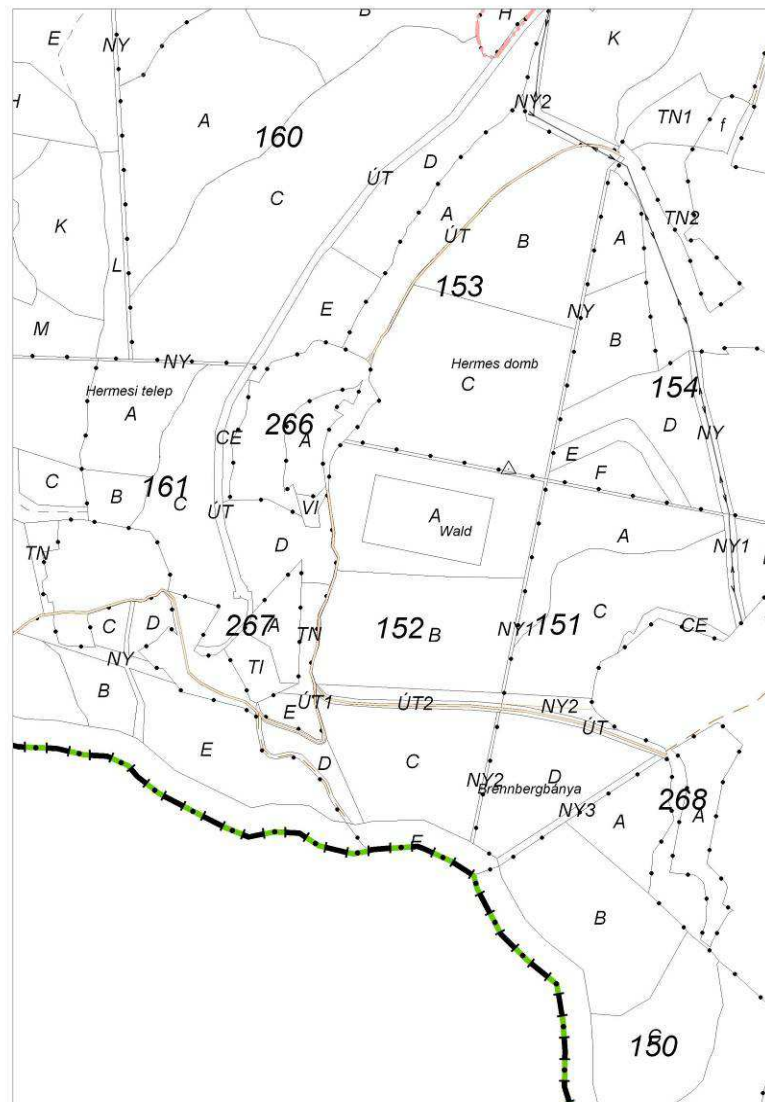 B
H
E
NY
K
H
NY2
TN1
f
A
160
D
ÚT
C
A
TN2
K
ÚT
B
A
L
153
E
NY
M
B
NY
Hermes domb
Hermesi telep
C
154
A
266
D
CE
A
NY
C
B
161
C
E
F
ÚT
VI
A
Wald
A
TN
D
NY1
C
D
267
A
TN
152
B
NY1
151
C
CE
NY
TI
B
E
ÚT1
ÚT2
NY2
ÚT
E
D
C
NY2
D
Brennbergbánya
NY3
268
A
A
E
B
C
150